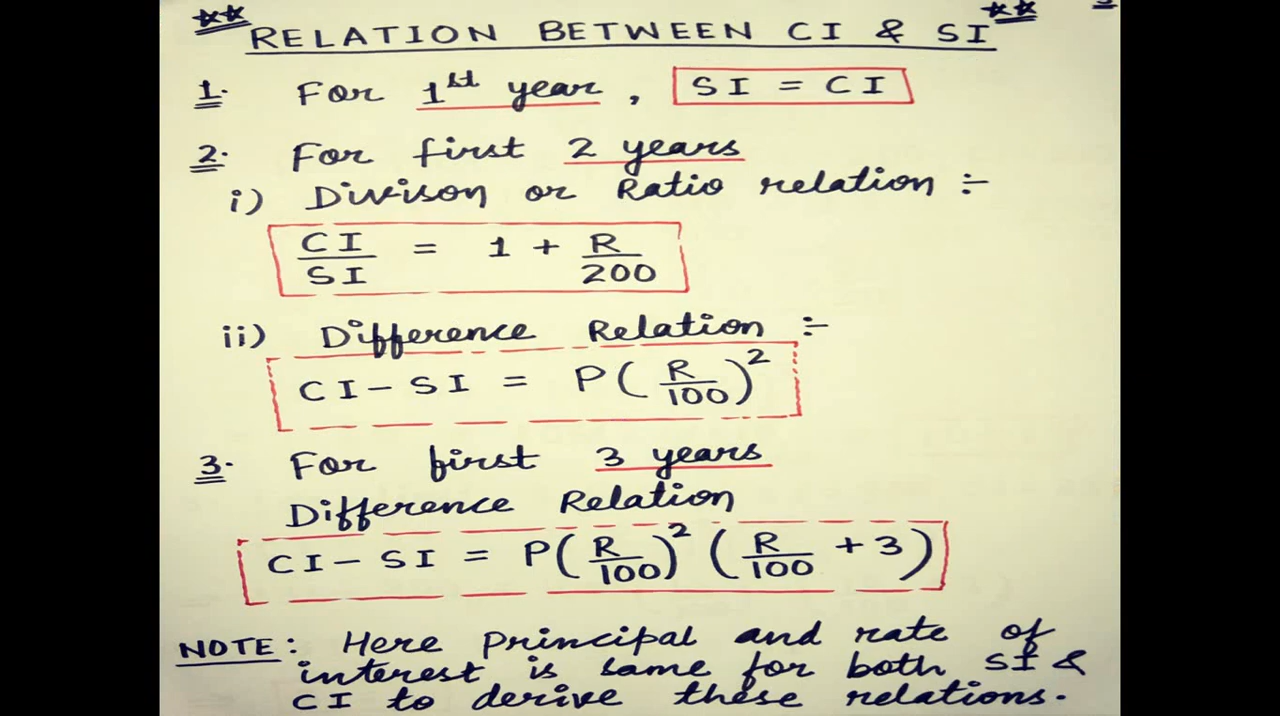 ** RELATION BETWEEN CI & SI **
1. For 1st year, SI = CI
2. For first 2 years
i) Divison or Ratio relation :-
CI/SI = 1 + R/200
ii) Difference Relation :-
CI - SI = P(R/100)²
3. For first 3 years
Difference Relation
CI - SI = P(R/100)² (R/100 + 3)
NOTE: Here Principal and rate of
interest is same for both SI &
CI to derive these relations.